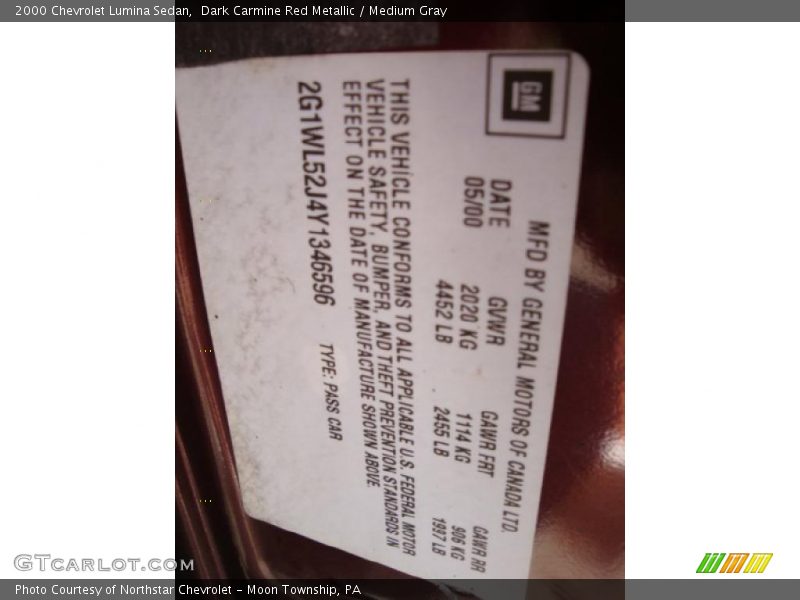 2000 Chevrolet Lumina Sedan, Dark Carmine Red Metallic / Medium Gray
GM
MFD BY GENERAL MOTORS OF CANADA LTD.
DATE GVWR GAWR FRT GAWR RR
05/00 2020 KG 1114 KG 906 KG
4452 LB 2455 LB 1997 LB
THIS VEHICLE CONFORMS TO ALL APPLICABLE U.S. FEDERAL MOTOR
VEHICLE SAFETY, BUMPER, AND THEFT PREVENTION STANDARDS IN
EFFECT ON THE DATE OF MANUFACTURE SHOWN ABOVE.
2G1WL52J4Y1346596 TYPE: PASS CAR
GTCarLot.com
Photo Courtesy of Northstar Chevrolet - Moon Township, PA